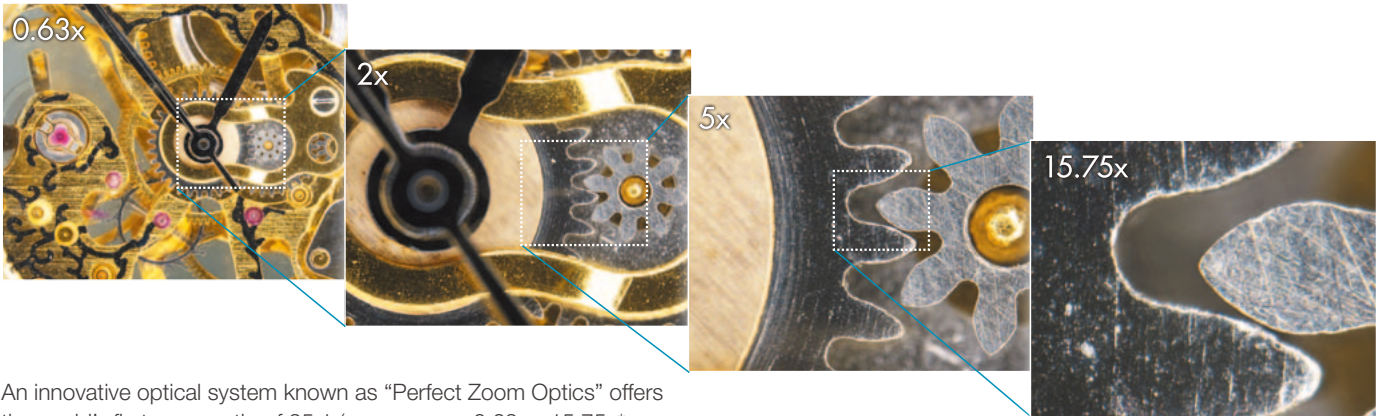 0.63x
2x
5x
15.75x
An innovative optical system known as “Perfect Zoom Optics” offers